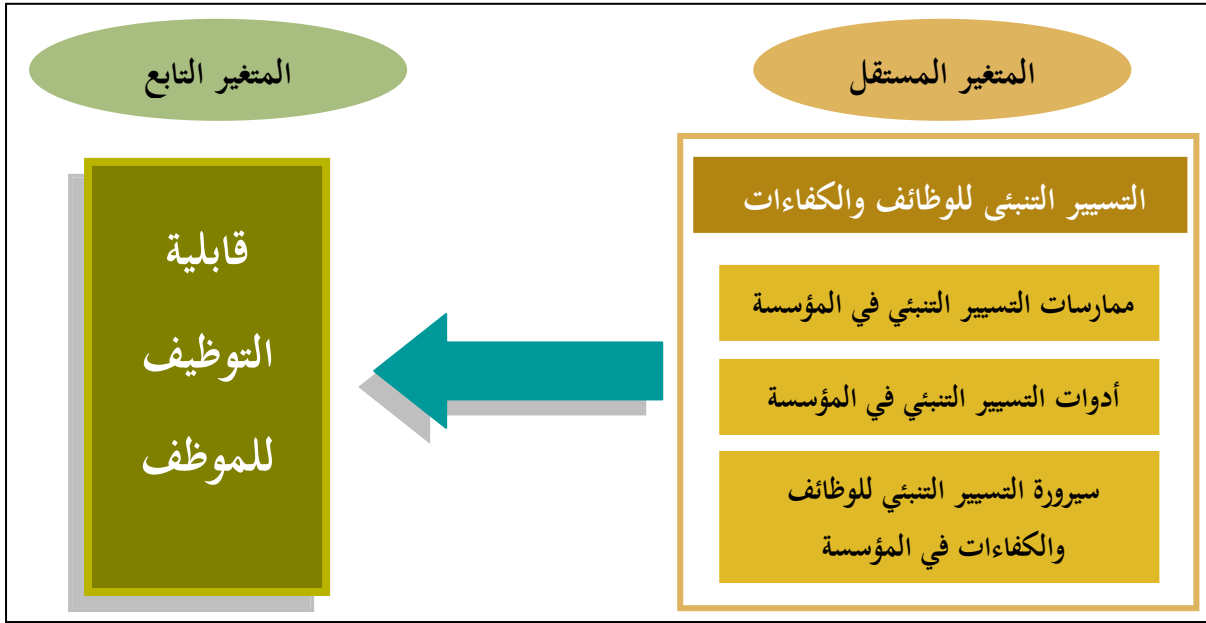 المتغير المستقل
المتغير التابع
التسيير التنبئي للوظائف والكفاءات
ممارسات التسيير التنبئي في المؤسسة
أدوات التسيير التنبئي في المؤسسة
سيرورة التسيير التنبئي للوظائف
والكفاءات في المؤسسة
قابلية
التوظيف
للموظف